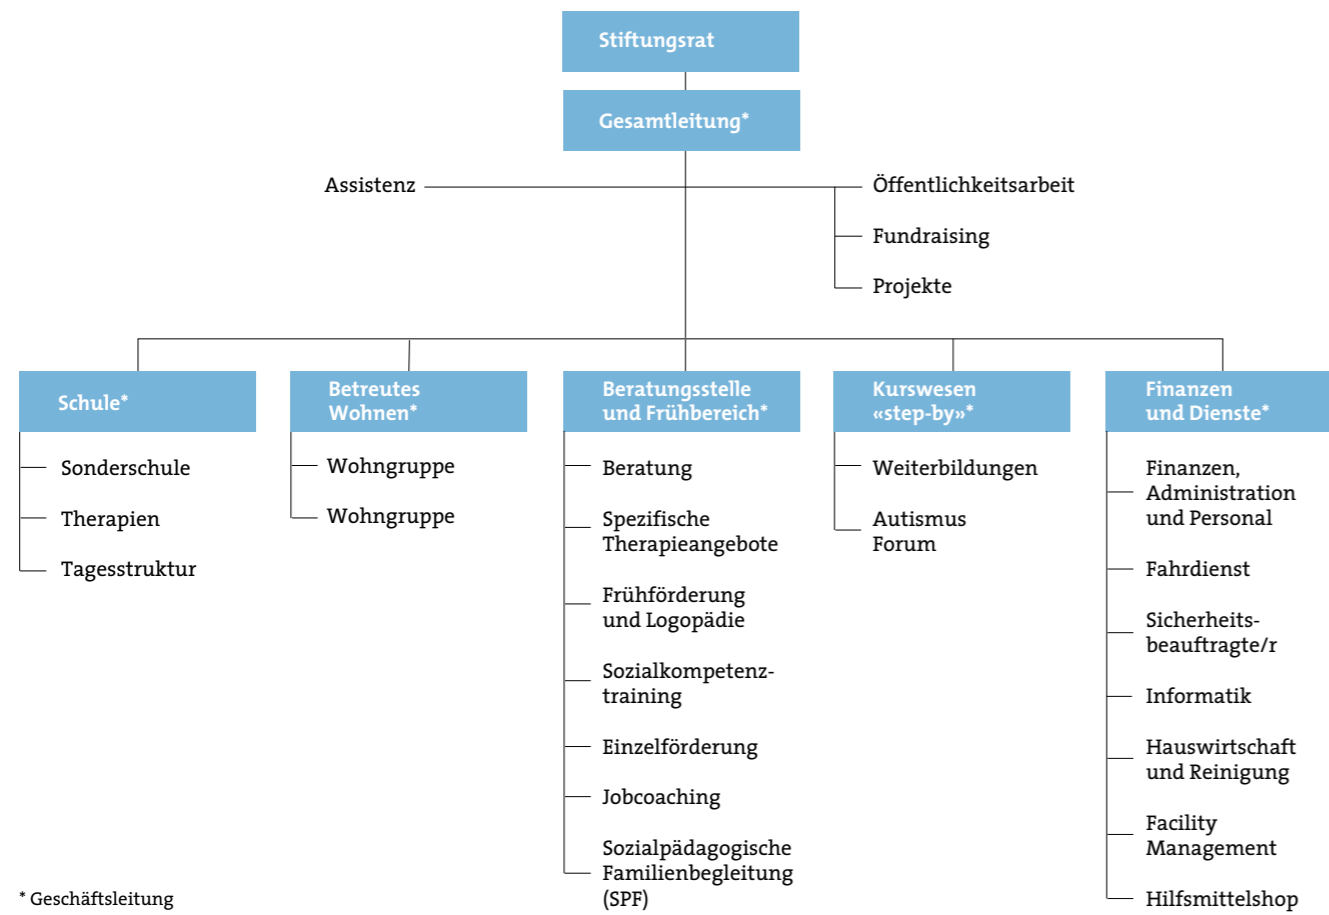 Stiftungsrat
Gesamtleitung*
Assistenz
Öffentlichkeitsarbeit
Fundraising
Projekte
Schule*
Sonderschule
Therapien
Tagesstruktur
Betreutes
Wohnen*
Wohngruppe
Wohngruppe
Beratungsstelle
und Frühbereich*
Beratung
Spezifische
Therapieangebote
Frühförderung
und Logopädie
Sozialkompetenz-
training
Einzelförderung
Jobcoaching
Sozialpädagogische
Familienbegleitung
(SPF)
Kurswesen
«step-by»*
Weiterbildungen
Autismus
Forum
Finanzen
und Dienste*
Finanzen,
Administration
und Personal
Fahrdienst
Sicherheits-
beauftragte/r
Informatik
Hauswirtschaft
und Reinigung
Facility
Management
Hilfsmittelshop
* Geschäftsleitung